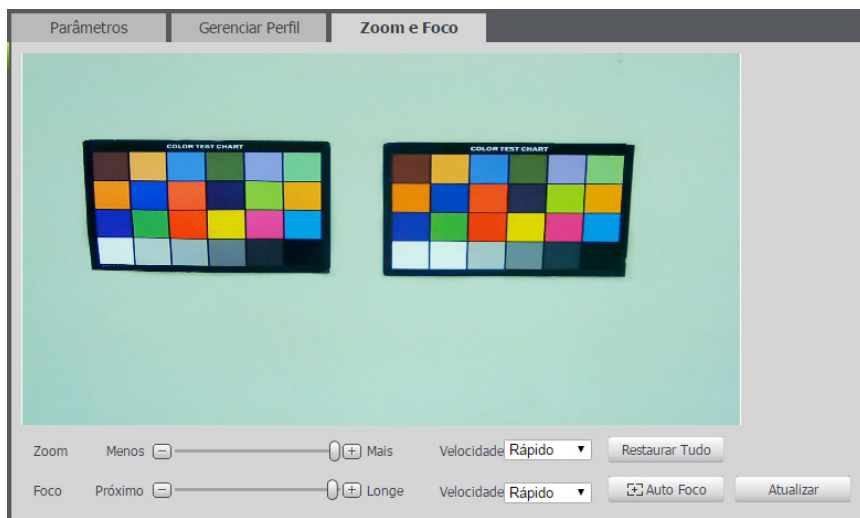 Parâmetros
Gerenciar Perfil
Zoom e Foco
COLOR TEST CHART
COLOR TEST CHART
Zoom Menos − + Mais Velocidade Rápido Restaurar Tudo
Foco Próximo − + Longe Velocidade Rápido Auto Foco Atualizar